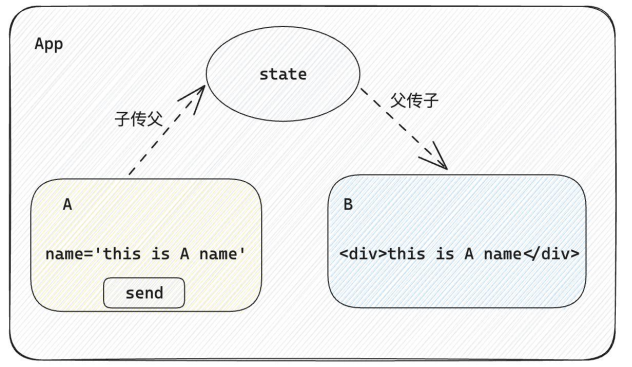 App
state
子传父
父传子
A
name='this is A name'
send
B
<div>this is A name</div>